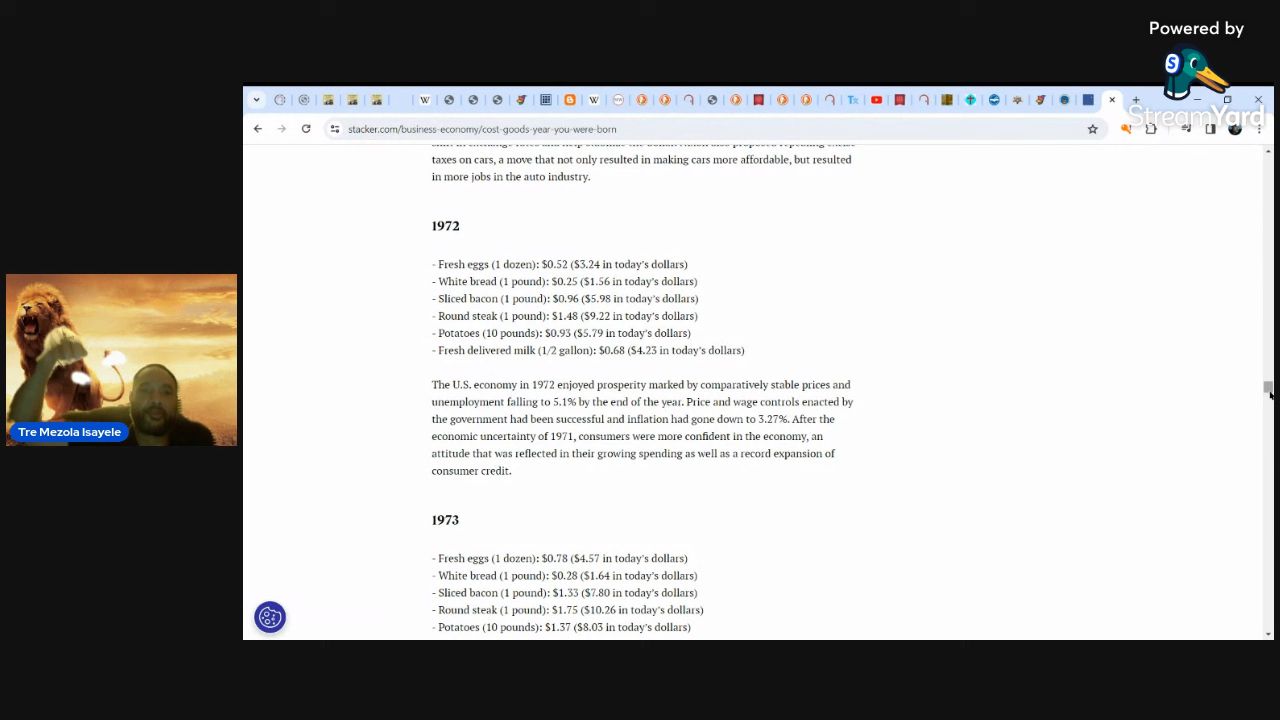 Powered by
S
StreamYard
W
W
Tx
stacker.com/business-economy/cost-goods-year-you-were-born
taxes on cars, a move that not only resulted in making cars more affordable, but resulted
in more jobs in the auto industry.
1972
- Fresh eggs (1 dozen): $0.52 ($3.24 in today's dollars)
- White bread (1 pound): $0.25 ($1.56 in today's dollars)
- Sliced bacon (1 pound): $0.96 ($5.98 in today's dollars)
- Round steak (1 pound): $1.48 ($9.22 in today's dollars)
- Potatoes (10 pounds): $0.93 ($5.79 in today's dollars)
- Fresh delivered milk (1/2 gallon): $0.68 ($4.23 in today's dollars)
The U.S. economy in 1972 enjoyed prosperity marked by comparatively stable prices and
unemployment falling to 5.1% by the end of the year. Price and wage controls enacted by
the government had been successful and inflation had gone down to 3.27%. After the
economic uncertainty of 1971, consumers were more confident in the economy, an
attitude that was reflected in their growing spending as well as a record expansion of
consumer credit.
1973
- Fresh eggs (1 dozen): $0.78 ($4.57 in today's dollars)
- White bread (1 pound): $0.28 ($1.64 in today's dollars)
- Sliced bacon (1 pound): $1.33 ($7.80 in today's dollars)
- Round steak (1 pound): $1.75 ($10.26 in today's dollars)
- Potatoes (10 pounds): $1.37 ($8.03 in today's dollars)
Tre Mezola Isayele